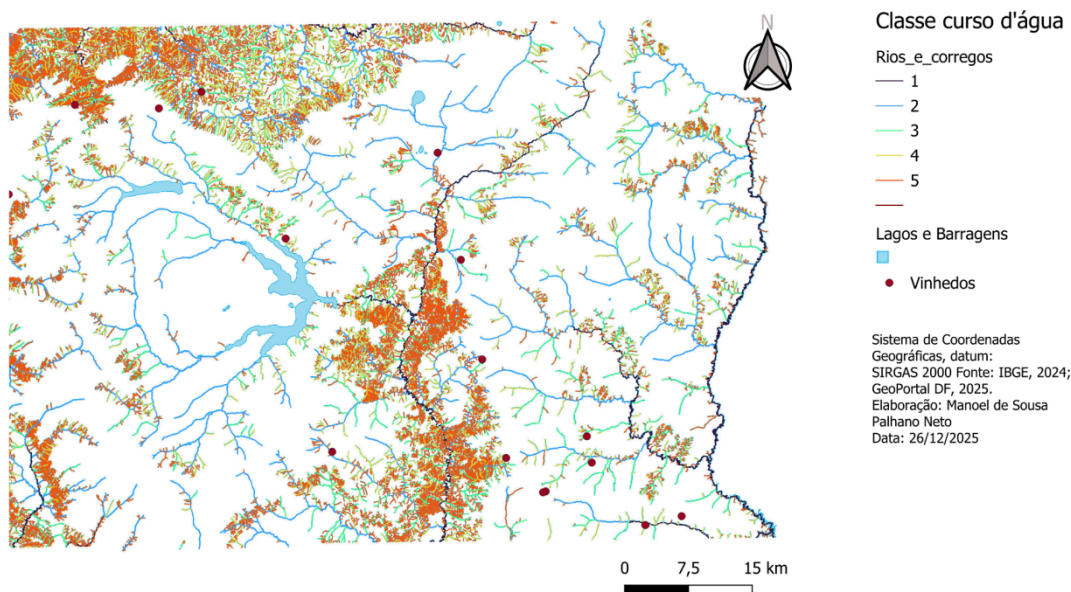 N
Classe curso d'água
Rios_e_corregos
1
2
3
4
5
Lagos e Barragens
Vinhedos
Sistema de Coordenadas
Geográficas, datum:
SIRGAS 2000 Fonte: IBGE, 2024;
GeoPortal DF, 2025.
Elaboração: Manoel de Sousa
Palhano Neto
Data: 26/12/2025
0 7,5 15 km